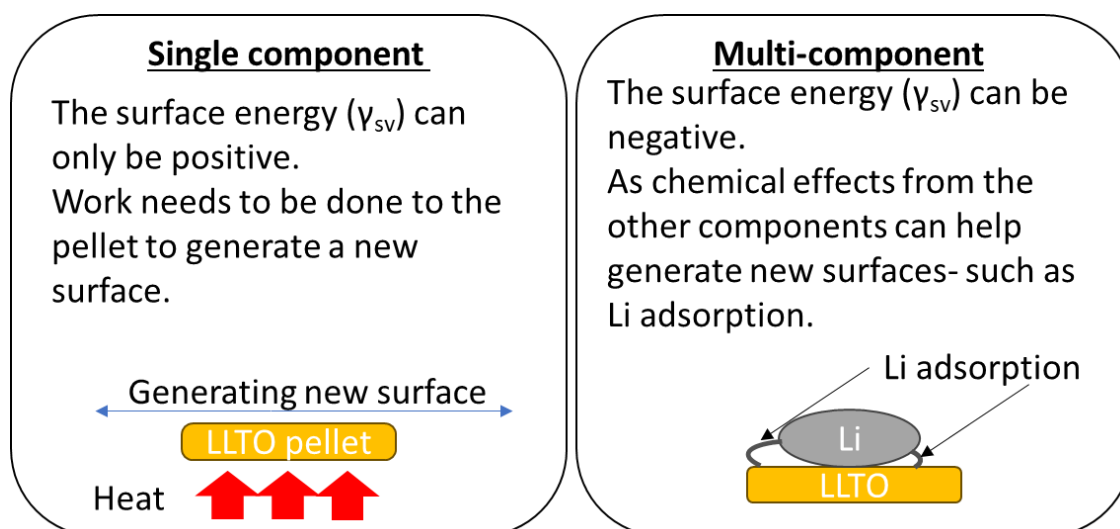 Single component
The surface energy (γsv) can
only be positive.
Work needs to be done to the
pellet to generate a new
surface.
Generating new surface
LLTO pellet
Heat
Multi-component
The surface energy (γsv) can be
negative.
As chemical effects from the
other components can help
generate new surfaces- such as
Li adsorption.
Li adsorption
Li
LLTO